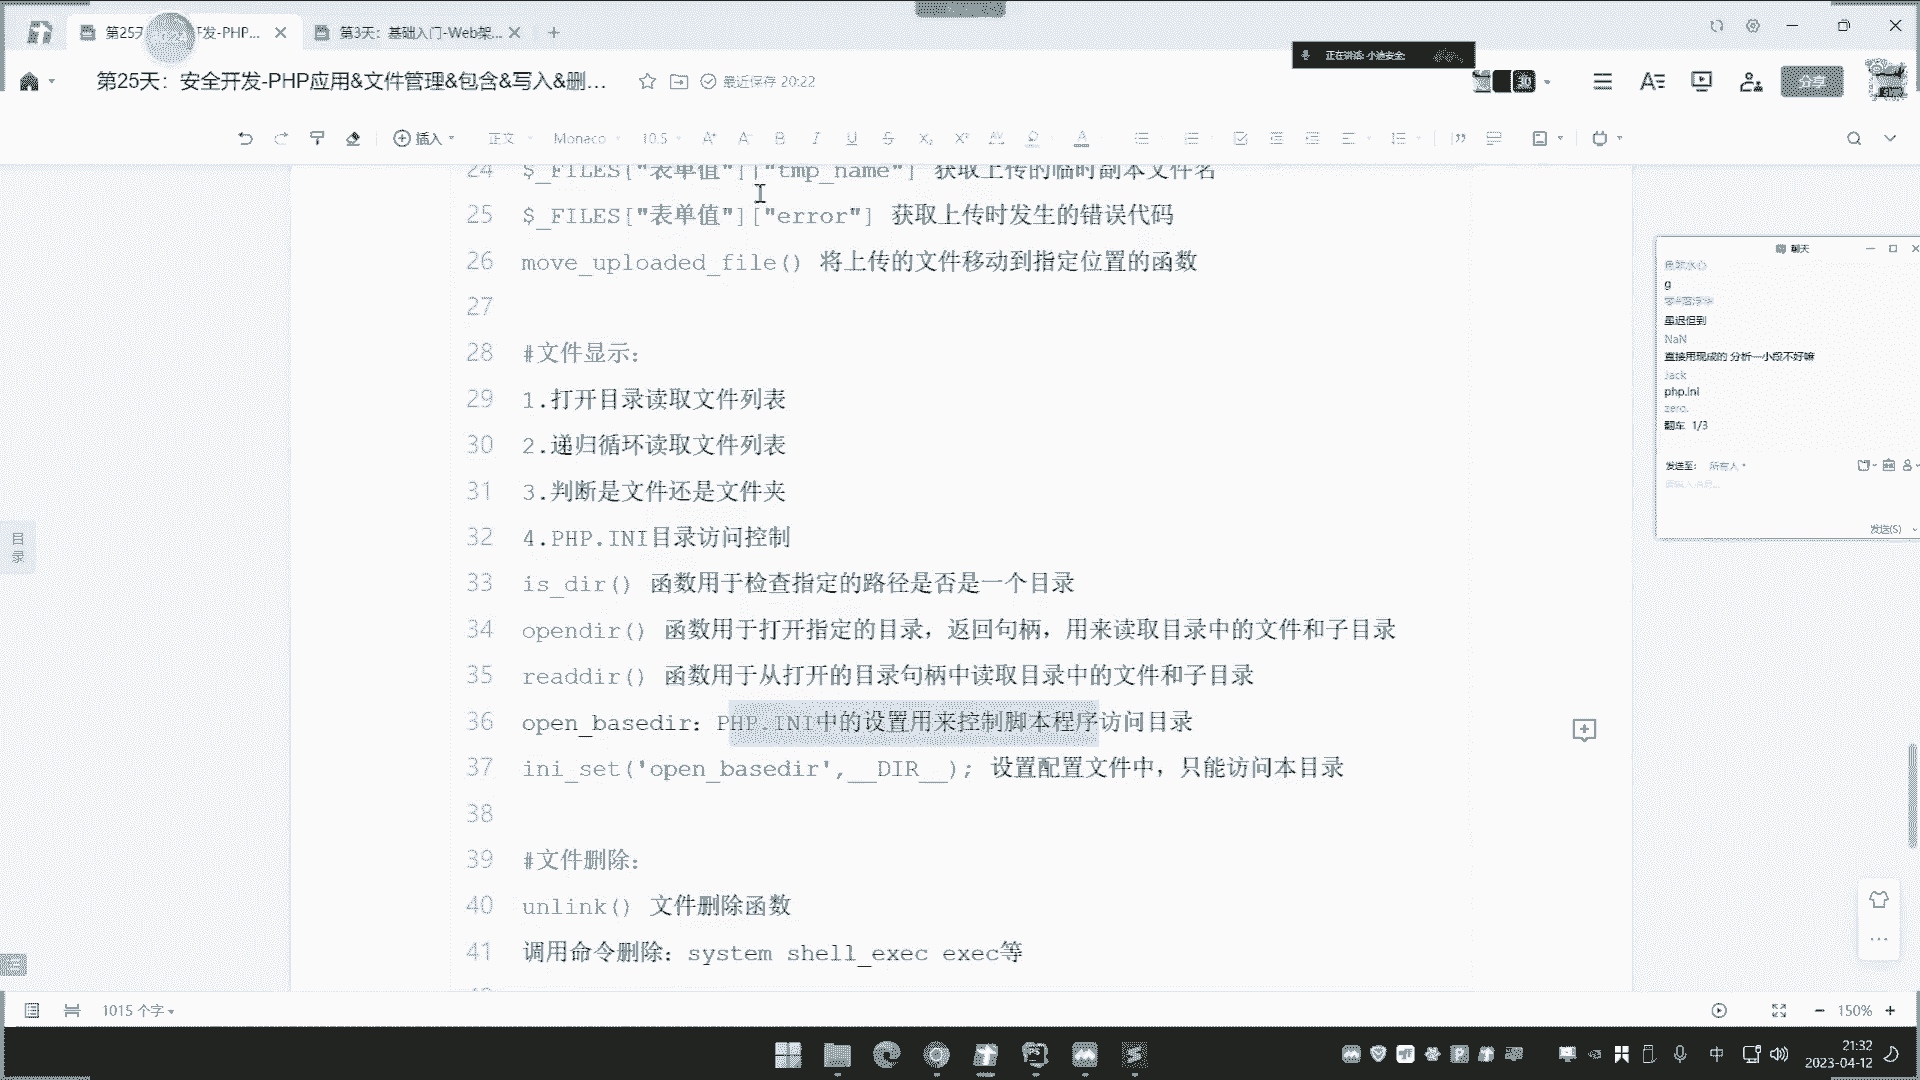 第25天 发-PHP...
第3天：基础入门-Web架...
正在讲话: 小迪安全
第25天：安全开发-PHP应用&文件管理&包含&写入&删...
最近保存 20:22
分享
插入
正文
Monaco
10.5
24 $_FILES["表单值"]["tmp_name"] 获取上传的临时副本文件名
25 $_FILES["表单值"]["error"] 获取上传时发生的错误代码
26 move_uploaded_file() 将上传的文件移动到指定位置的函数
27
28 #文件显示：
29 1.打开目录读取文件列表
30 2.递归循环读取文件列表
31 3.判断是文件还是文件夹
32 4.PHP.INI目录访问控制
33 is_dir() 函数用于检查指定的路径是否是一个目录
34 opendir() 函数用于打开指定的目录，返回句柄，用来读取目录中的文件和子目录
35 readdir() 函数用于从打开的目录句柄中读取目录中的文件和子目录
36 open_basedir：PHP.INI中的设置用来控制脚本程序访问目录
37 ini_set('open_basedir',__DIR__); 设置配置文件中，只能访问本目录
38
39 #文件删除：
40 unlink() 文件删除函数
41 调用命令删除：system shell_exec exec等
目录
聊天
g
虽迟但到
NaN
直接用现成的 分析一小段不好嘛
Jack
php.ini
zero.
翻车 1/3
发送至: 所有人
发送(S)
1015 个字
150%
中
21:32
2023-04-12